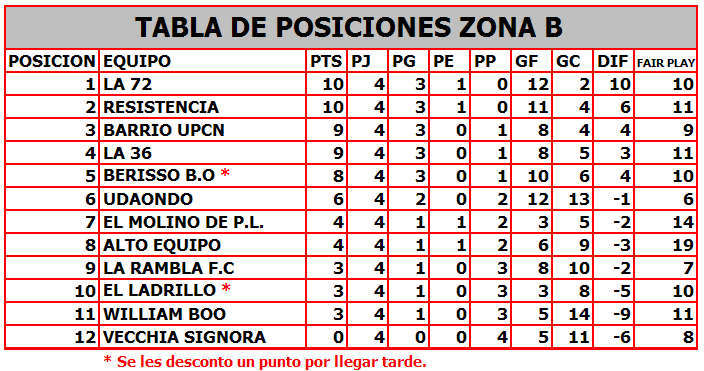 TABLA DE POSICIONES ZONA B
POSICION EQUIPO PTS PJ PG PE PP GF GC DIF FAIR PLAY
1 LA 72 10 4 3 1 0 12 2 10 10
2 RESISTENCIA 10 4 3 1 0 11 4 6 11
3 BARRIO UPCN 9 4 3 0 1 8 4 4 9
4 LA 36 9 4 3 0 1 8 5 3 11
5 BERISSO B.O * 8 4 3 0 1 10 6 4 10
6 UDAONDO 6 4 2 0 2 12 13 -1 6
7 EL MOLINO DE P.L. 4 4 1 1 2 3 5 -2 14
8 ALTO EQUIPO 4 4 1 1 2 6 9 -3 19
9 LA RAMBLA F.C 3 4 1 0 3 8 10 -2 7
10 EL LADRILLO * 3 4 1 0 3 3 8 -5 10
11 WILLIAM BOO 3 4 1 0 3 5 14 -9 11
12 VECCHIA SIGNORA 0 4 0 0 4 5 11 -6 8
* Se les desconto un punto por llegar tarde.